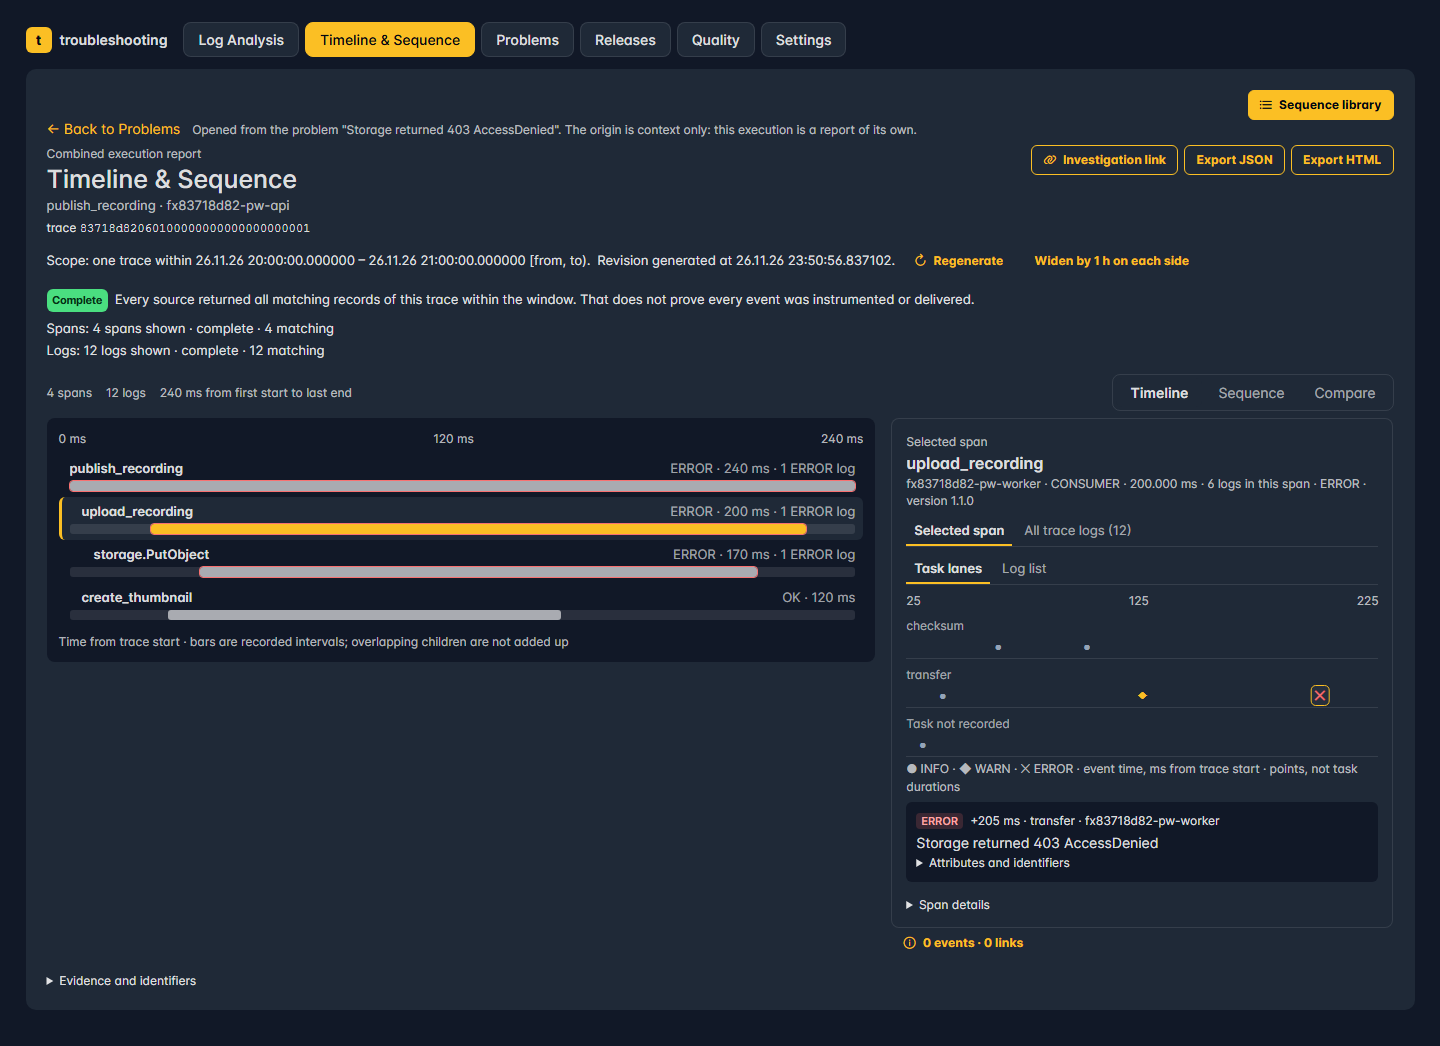 t troubleshooting Log Analysis Timeline & Sequence Problems Releases Quality Settings
Sequence library
← Back to Problems Opened from the problem "Storage returned 403 AccessDenied". The origin is context only: this execution is a report of its own.
Combined execution report
Investigation link Export JSON Export HTML
Timeline & Sequence
publish_recording · fx83718d82-pw-api
trace 83718d82060100000000000000000001
Scope: one trace within 26.11.26 20:00:00.000000 – 26.11.26 21:00:00.000000 [from, to). Revision generated at 26.11.26 23:50:56.837102. Regenerate Widen by 1 h on each side
Complete Every source returned all matching records of this trace within the window. That does not prove every event was instrumented or delivered.
Spans: 4 spans shown · complete · 4 matching
Logs: 12 logs shown · complete · 12 matching
4 spans 12 logs 240 ms from first start to last end
Timeline Sequence Compare
0 ms 120 ms 240 ms
publish_recording ERROR · 240 ms · 1 ERROR log
upload_recording ERROR · 200 ms · 1 ERROR log
storage.PutObject ERROR · 170 ms · 1 ERROR log
create_thumbnail OK · 120 ms
Time from trace start · bars are recorded intervals; overlapping children are not added up
Selected span
upload_recording
fx83718d82-pw-worker · CONSUMER · 200.000 ms · 6 logs in this span · ERROR ·
version 1.1.0
Selected span All trace logs (12)
Task lanes Log list
25 125 225
checksum
transfer
Task not recorded
● INFO · ◆ WARN · ✕ ERROR · event time, ms from trace start · points, not task
durations
ERROR +205 ms · transfer · fx83718d82-pw-worker
Storage returned 403 AccessDenied
▶ Attributes and identifiers
▶ Span details
0 events · 0 links
▶ Evidence and identifiers